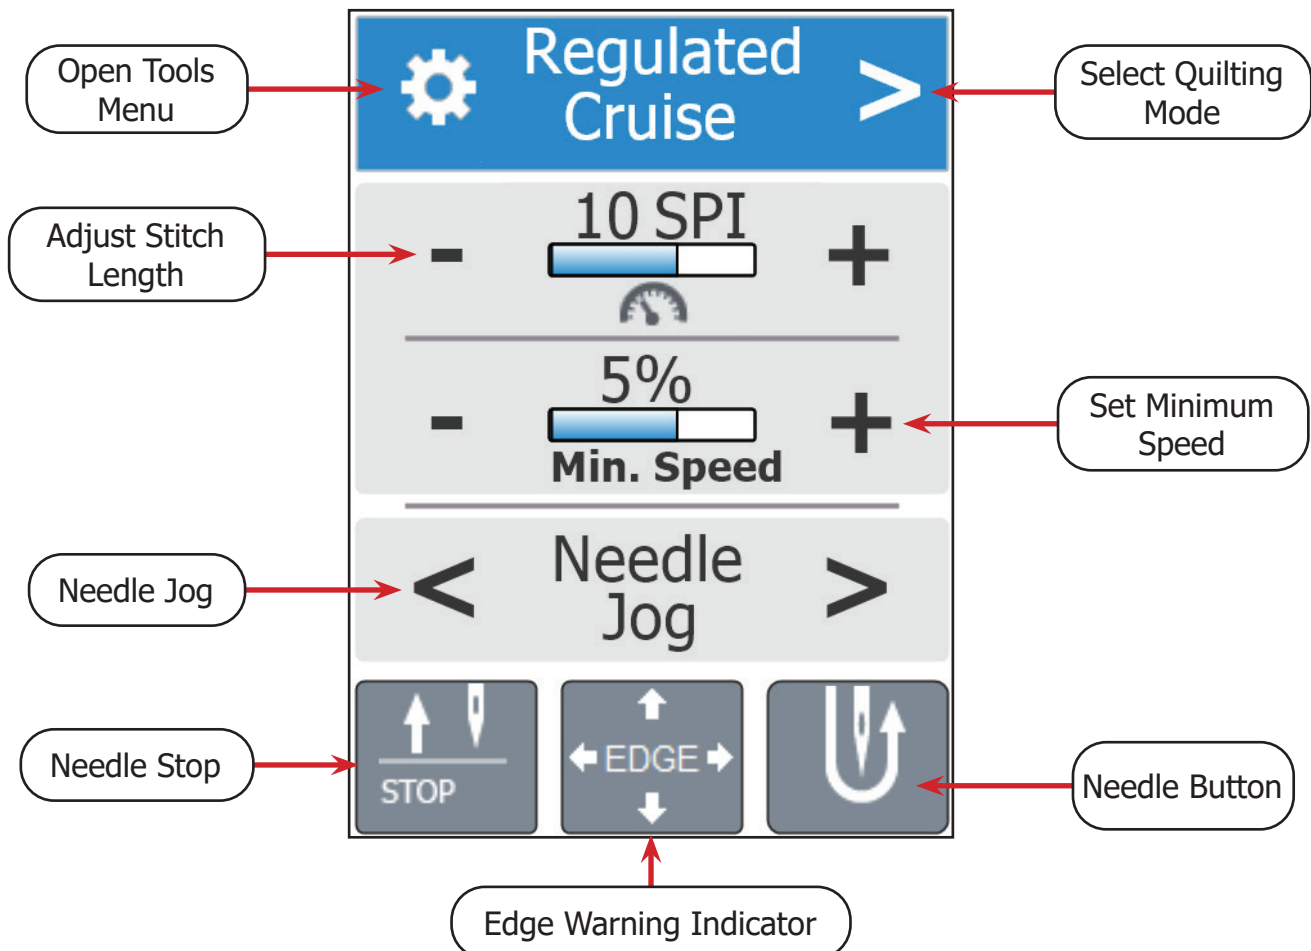 Regulated
Cruise
>
Open Tools
Menu
Select Quilting
Mode
10 SPI
- +
Adjust Stitch
Length
5%
- +
Min. Speed
Set Minimum
Speed
Needle
Jog
< >
Needle Jog
STOP
EDGE
Needle Stop
Needle Button
Edge Warning Indicator